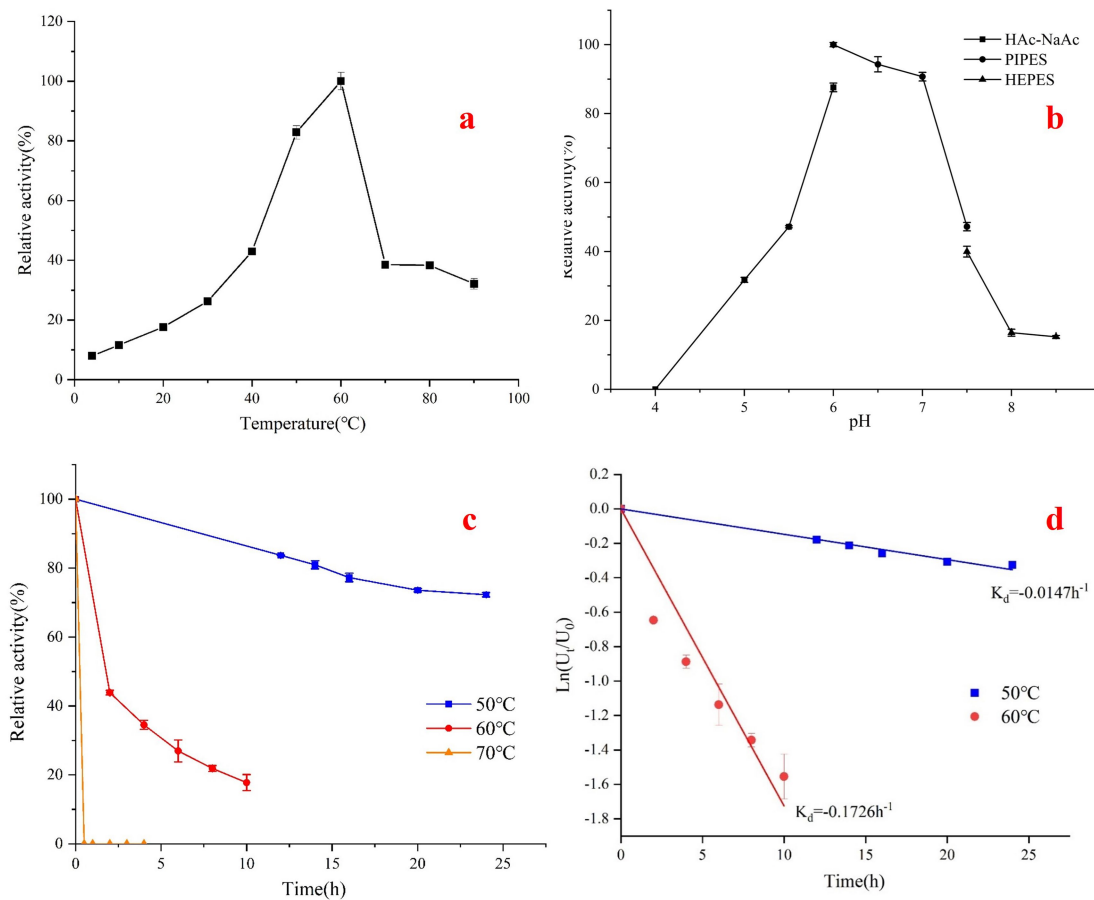 120
100
80
60
40
20
0
0 20 40 60 80 100
Relative activity(%)
Temperature(℃)
a
100
80
60
40
20
0
4 5 6 7 8
Relative activity(%)
pH
HAc-NaAc
PIPES
HEPES
b
100
80
60
40
20
0
0 5 10 15 20 25
Relative activity(%)
Time(h)
50℃
60℃
70℃
c
0.2
0.0
-0.2
-0.4
-0.6
-0.8
-1.0
-1.2
-1.4
-1.6
-1.8
0 5 10 15 20 25
Ln(Ut/U0)
Time(h)
Kd=-0.0147h-1
50℃
60℃
Kd=-0.1726h-1
d